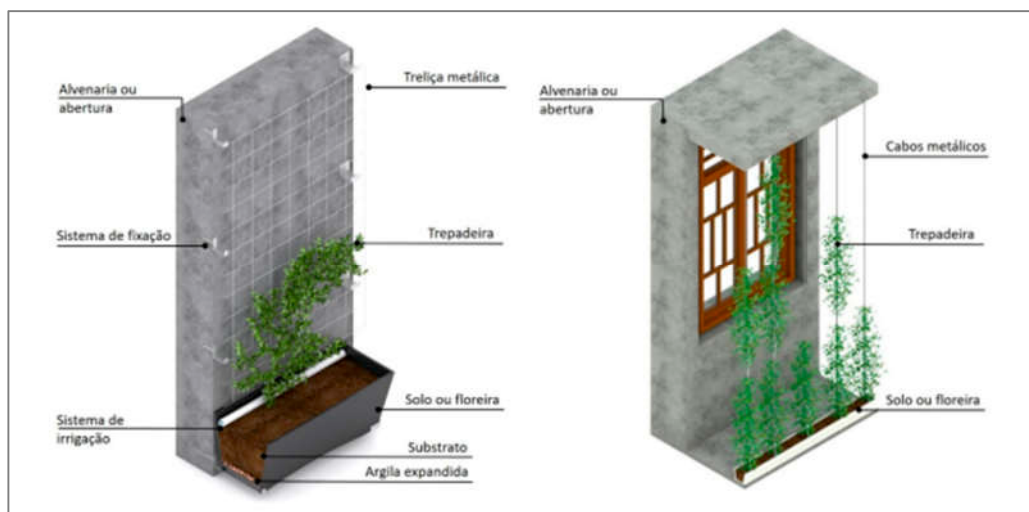 Alvenaria ou
abertura
Treliça metálica
Sistema de fixação
Trepadeira
Solo ou floreira
Sistema de
irrigação
Substrato
Argila expandida
Alvenaria ou
abertura
Cabos metálicos
Trepadeira
Solo ou floreira